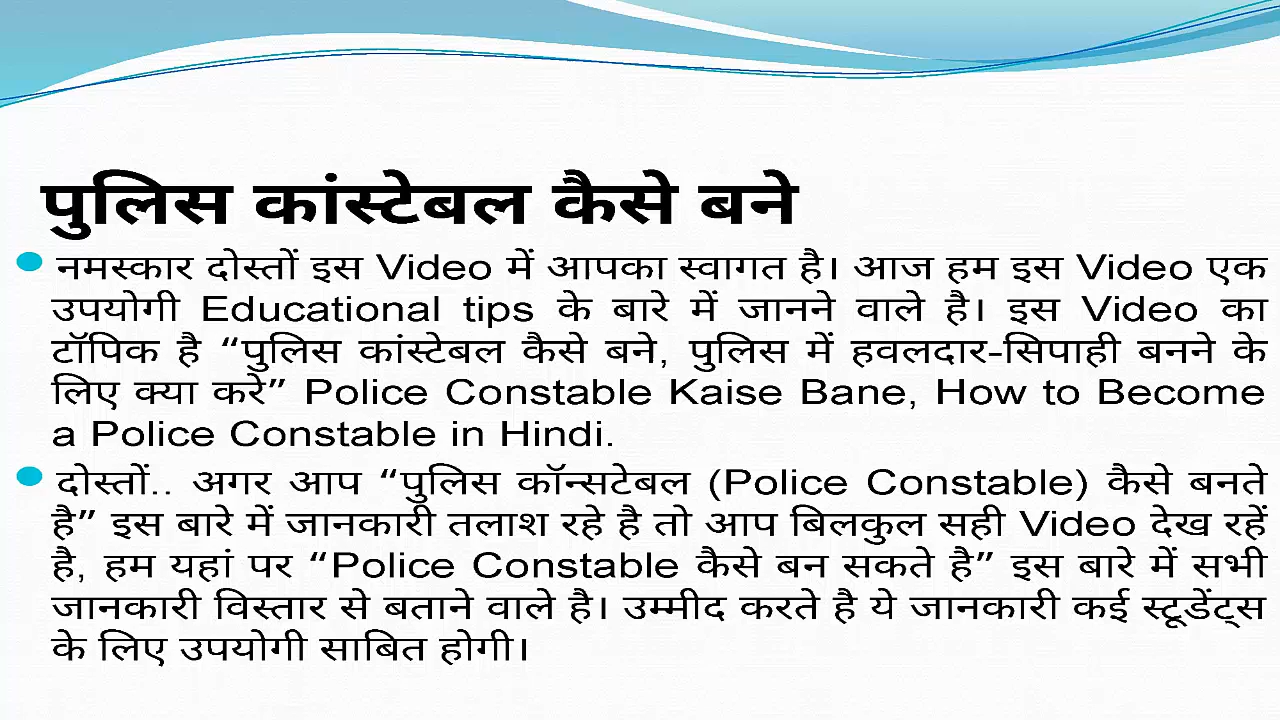 पुलिस कांस्टेबल कैसे बने
नमस्कार दोस्तों इस Video में आपका स्वागत है। आज हम इस Video एक
उपयोगी Educational tips के बारे में जानने वाले है। इस Video का
टॉपिक है “पुलिस कांस्टेबल कैसे बने, पुलिस में हवलदार-सिपाही बनने के
लिए क्या करे” Police Constable Kaise Bane, How to Become
a Police Constable in Hindi.
दोस्तों.. अगर आप “पुलिस कॉन्सटेबल (Police Constable) कैसे बनते
है” इस बारे में जानकारी तलाश रहे है तो आप बिलकुल सही Video देख रहें
है, हम यहां पर “Police Constable कैसे बन सकते है” इस बारे में सभी
जानकारी विस्तार से बताने वाले है। उम्मीद करते है ये जानकारी कई स्टूडेंट्स
के लिए उपयोगी साबित होगी।